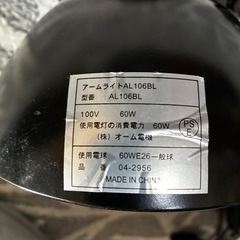 アームライトAL106BL
型番 AL106BL
100V 60W
使用電灯の消費電力 60W
(株)オーム電機
PS
E
使用電球 60WE26一般球
品番 04-2956
MADE IN CHINA